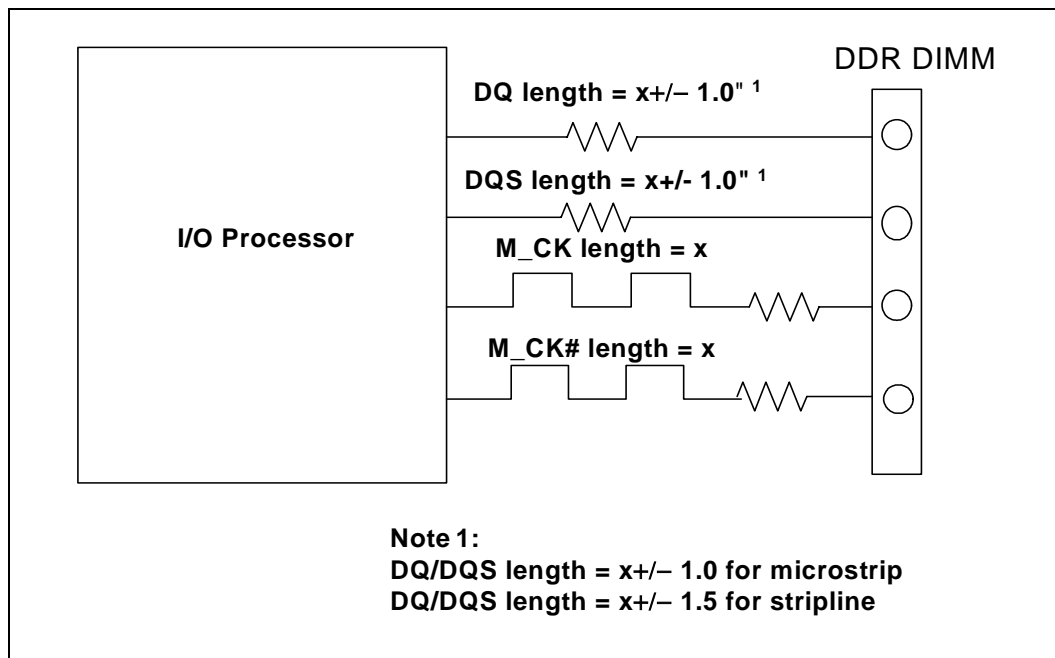 DDR DIMM
DQ length = x+/– 1.0" 1
DQS length = x+/- 1.0" 1
I/O Processor
M_CK length = x
M_CK# length = x
Note 1:
DQ/DQS length = x+/– 1.0 for microstrip
DQ/DQS length = x+/– 1.5 for stripline